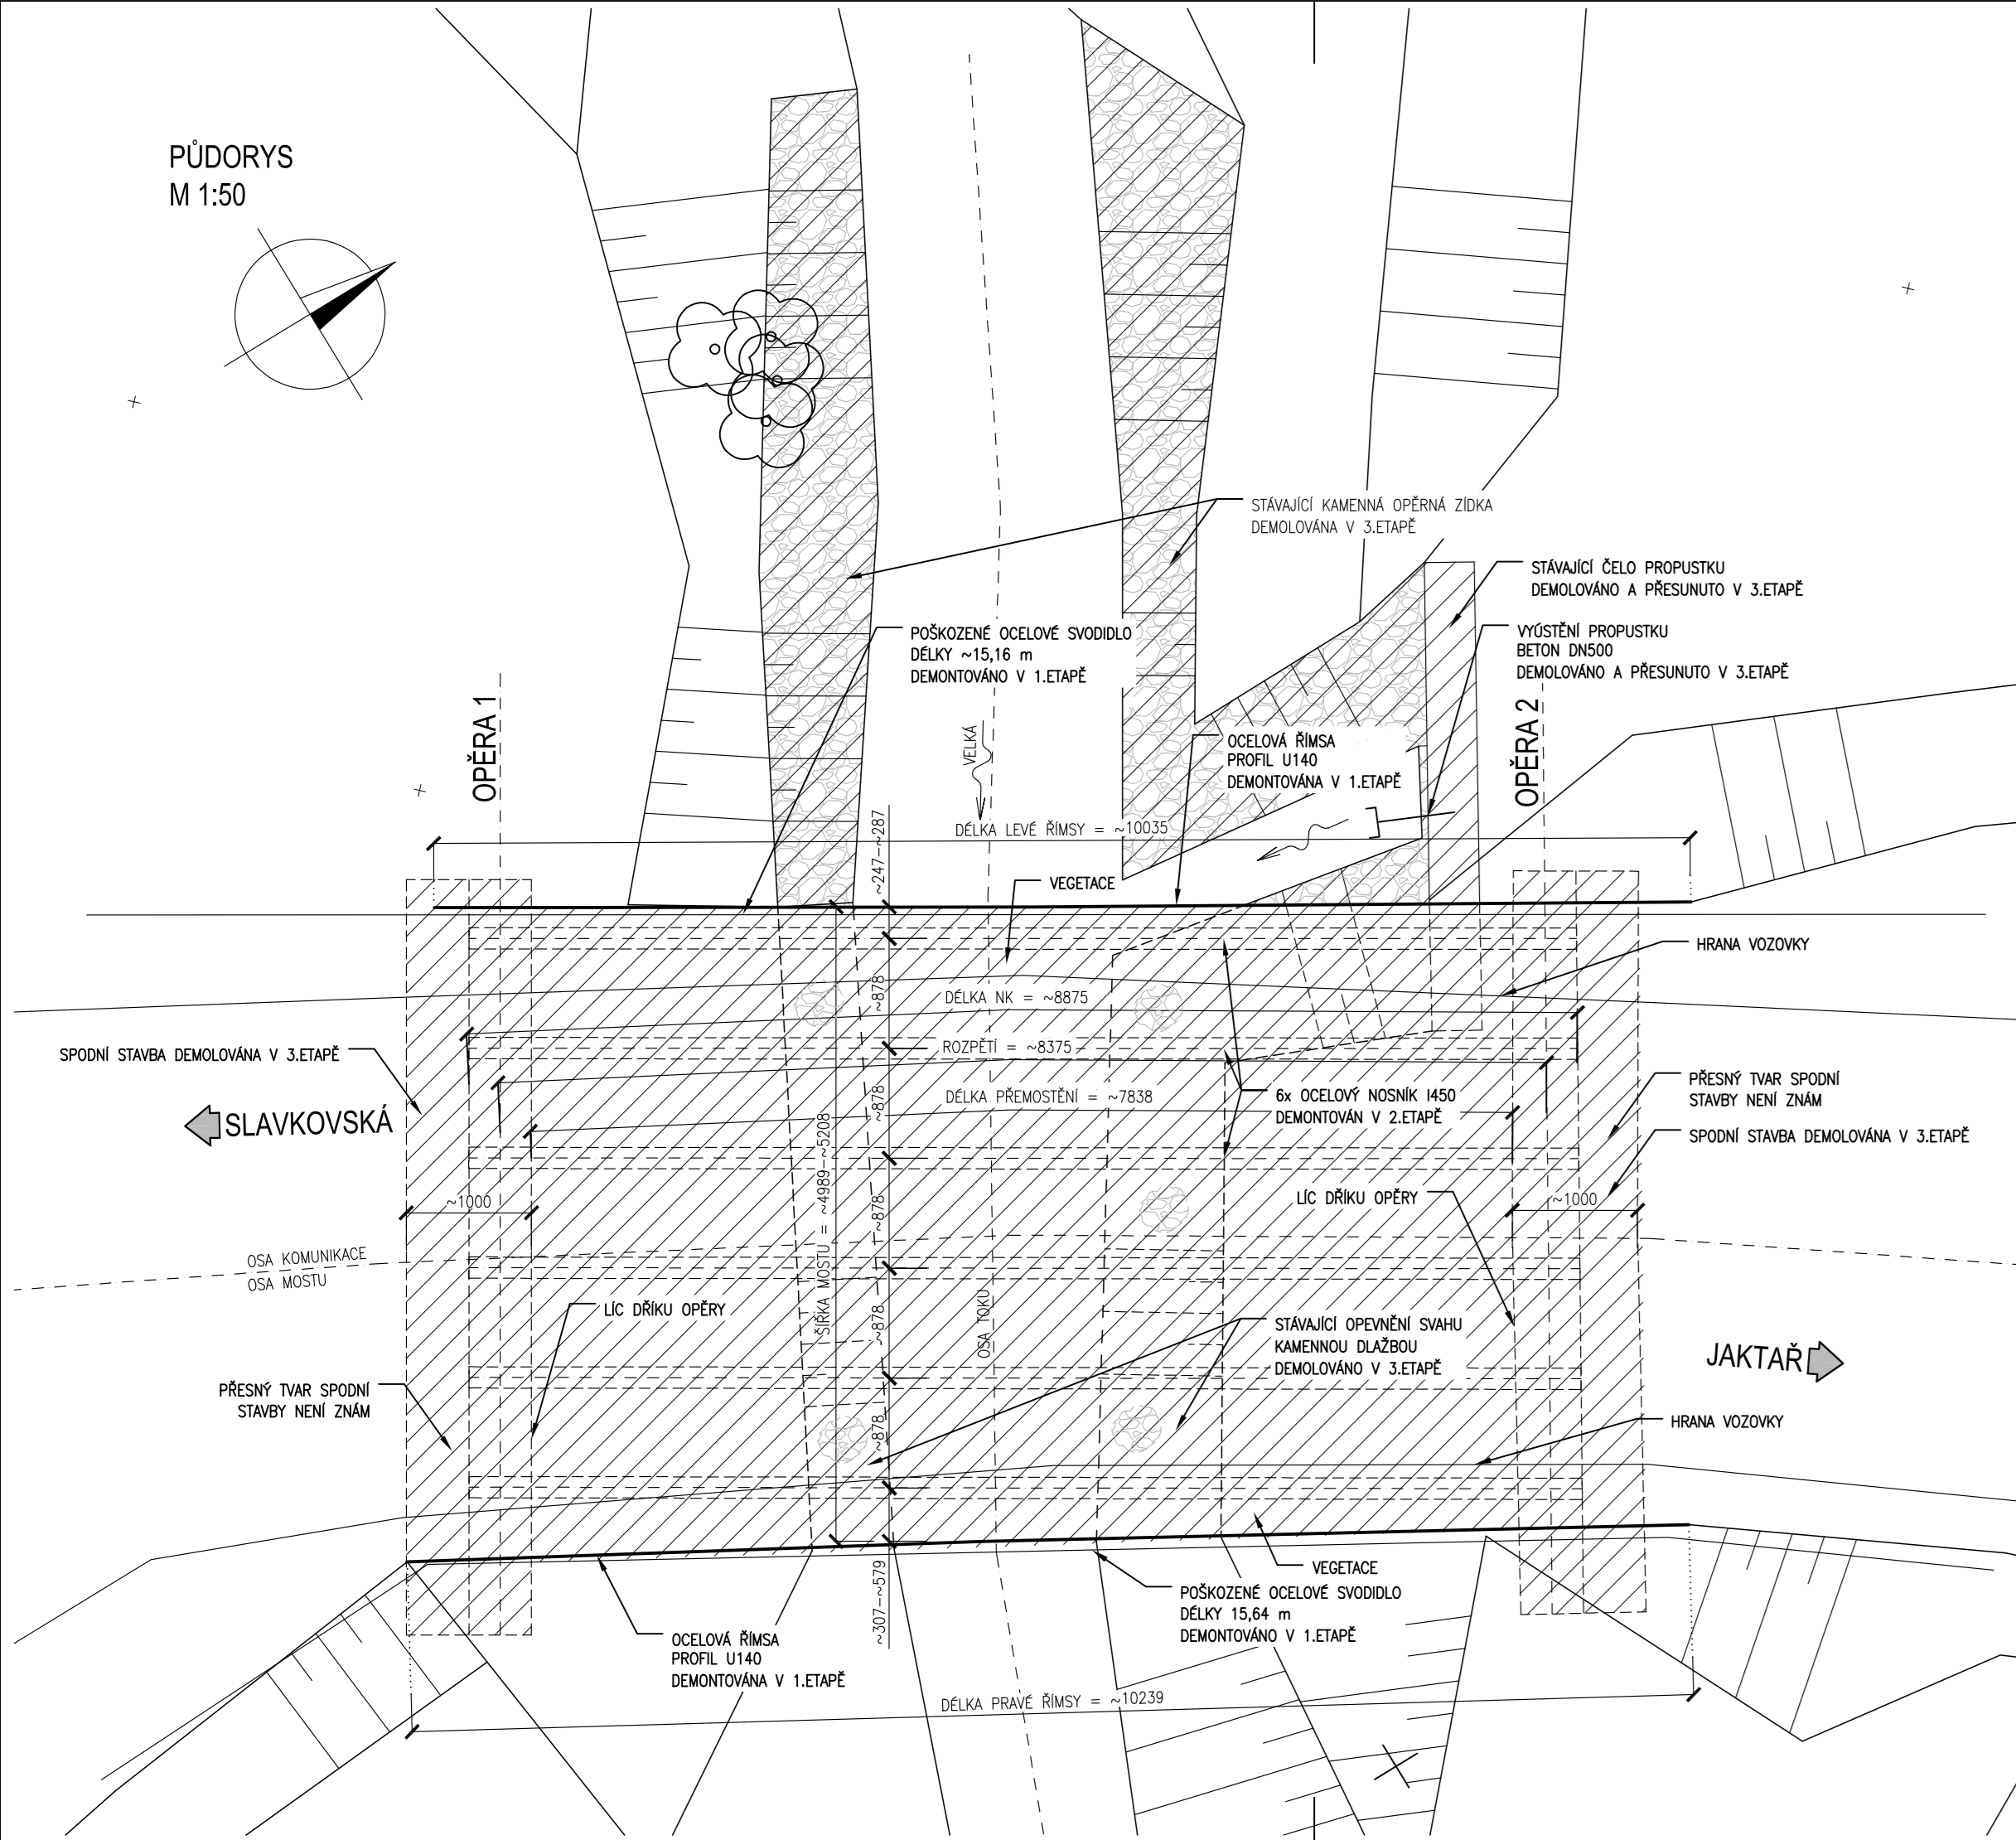 PŮDORYS
M 1:50
STÁVAJÍCÍ KAMENNÁ OPĚRNÁ ZÍDKA
DEMOLOVÁNA V 3.ETAPĚ
STÁVAJÍCÍ ČELO PROPUSTKU
DEMOLOVÁNO A PŘESUNUTO V 3.ETAPĚ
VYÚSTĚNÍ PROPUSTKU
BETON DN500
DEMOLOVÁNO A PŘESUNUTO V 3.ETAPĚ
POŠKOZENÉ OCELOVÉ SVODIDLO
DÉLKY ~15,16 m
DEMONTOVÁNO V 1.ETAPĚ
OPĚRA 1
VELKÁ
OCELOVÁ ŘÍMSA
PROFIL U140
DEMONTOVÁNA V 1.ETAPĚ
OPĚRA 2
DÉLKA LEVÉ ŘÍMSY = ~10035
~247-~287
VEGETACE
HRANA VOZOVKY
~878
DÉLKA NK = ~8875
ROZPĚTÍ = ~8375
SPODNÍ STAVBA DEMOLOVÁNA V 3.ETAPĚ
~878
DÉLKA PŘEMOSTĚNÍ = ~7838
6x OCELOVÝ NOSNÍK I450
DEMONTOVÁN V 2.ETAPĚ
PŘESNÝ TVAR SPODNÍ
STAVBY NENÍ ZNÁM
SLAVKOVSKÁ
SPODNÍ STAVBA DEMOLOVÁNA V 3.ETAPĚ
~1000
ŠÍŘKA MOSTU = ~4989-~5208
~878
LÍC DŘÍKU OPĚRY
~1000
OSA KOMUNIKACE
OSA MOSTU
LÍC DŘÍKU OPĚRY
~878
OSA TOKU
STÁVAJÍCÍ OPEVNĚNÍ SVAHU
KAMENNOU DLAŽBOU
DEMOLOVÁNO V 3.ETAPĚ
JAKTAŘ
PŘESNÝ TVAR SPODNÍ
STAVBY NENÍ ZNÁM
~878
HRANA VOZOVKY
VEGETACE
~307-~579
POŠKOZENÉ OCELOVÉ SVODIDLO
DÉLKY 15,64 m
DEMONTOVÁNO V 1.ETAPĚ
OCELOVÁ ŘÍMSA
PROFIL U140
DEMONTOVÁNA V 1.ETAPĚ
DÉLKA PRAVÉ ŘÍMSY = ~10239